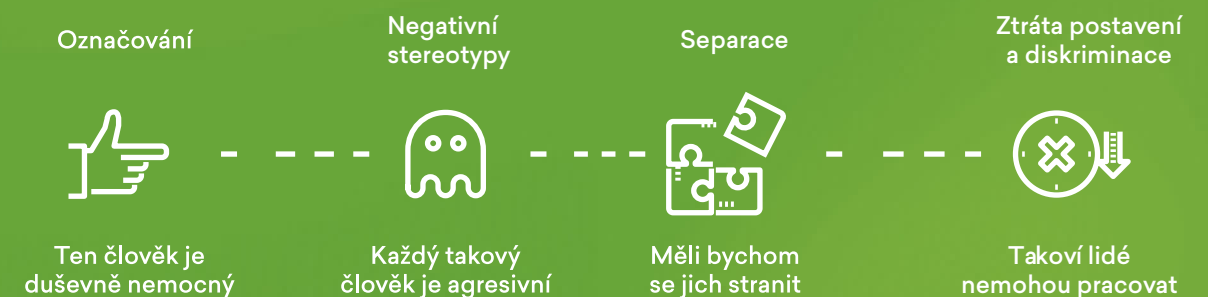 Označování
Negativní
stereotypy
Separace
Ztráta postavení
a diskriminace
Ten člověk je
duševně nemocný
Každý takový
člověk je agresivní
Měli bychom
se jich stranit
Takoví lidé
nemohou pracovat